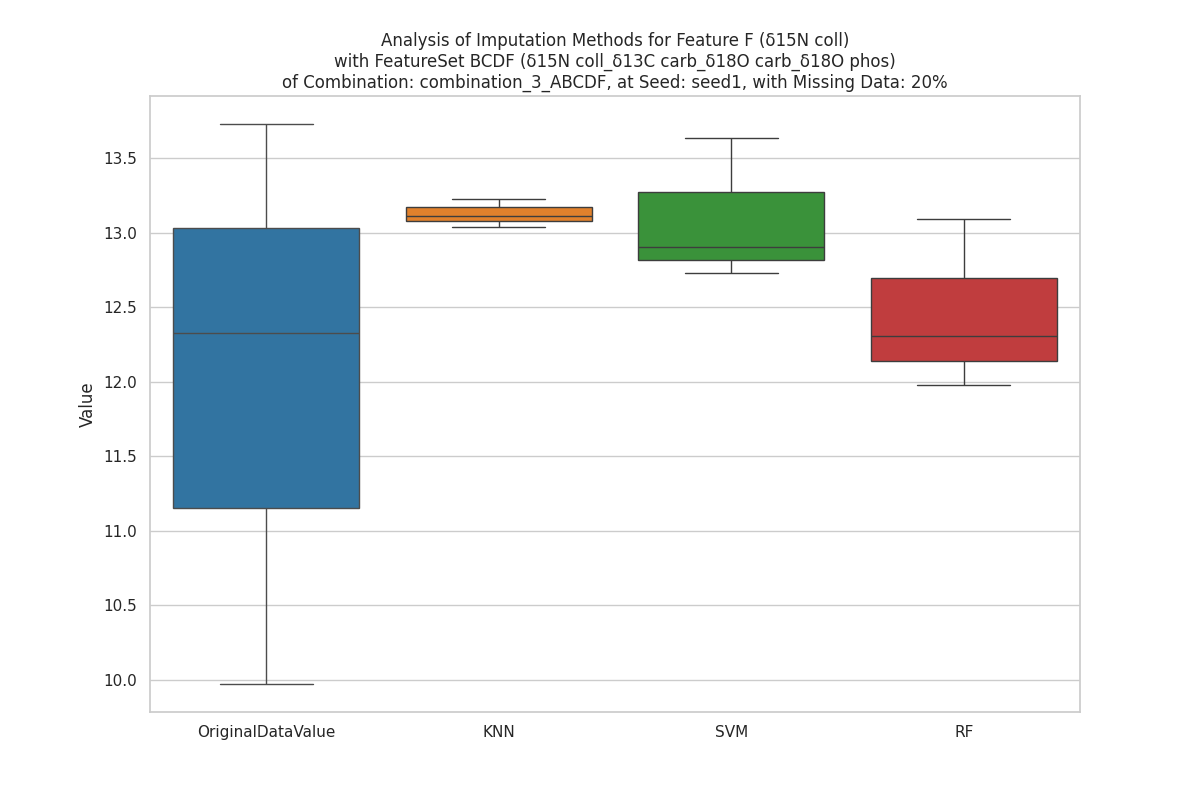 Analysis of Imputation Methods for Feature F (δ15N coll)
with FeatureSet BCDF (δ15N coll_δ13C carb_δ18O carb_δ18O phos)
of Combination: combination_3_ABCDF, at Seed: seed1, with Missing Data: 20%
13.5
13.0
12.5
12.0
11.5
11.0
10.5
10.0
Value
OriginalDataValue
KNN
SVM
RF